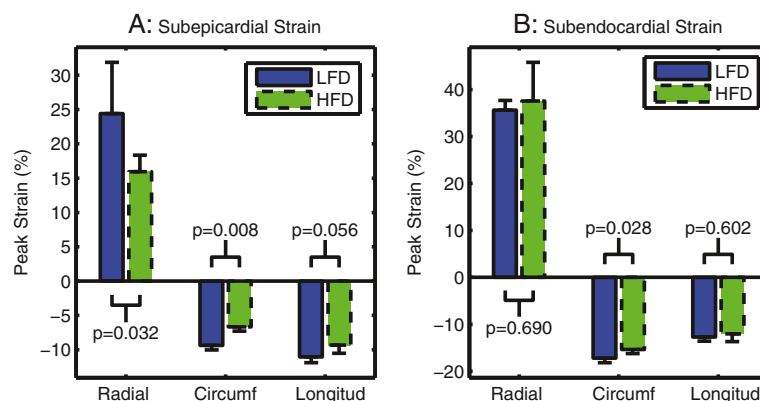 A: Subepicardial Strain
Peak Strain (%)
30
25
20
15
10
5
0
−5
−10
LFD
HFD
p=0.008
p=0.056
p=0.032
Radial Circumf Longitud
B: Subendocardial Strain
Peak Strain (%)
40
30
20
10
0
−10
−20
LFD
HFD
p=0.028
p=0.602
p=0.690
Radial Circumf Longitud